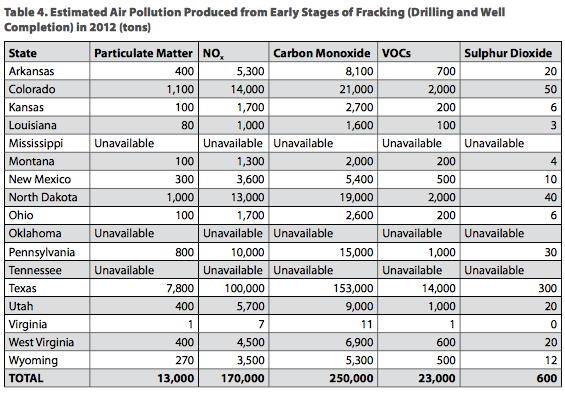 Table 4. Estimated Air Pollution Produced from Early Stages of Fracking (Drilling and Well
Completion) in 2012 (tons)
State Particulate Matter NOx Carbon Monoxide VOCs Sulphur Dioxide
Arkansas 400 5,300 8,100 700 20
Colorado 1,100 14,000 21,000 2,000 50
Kansas 100 1,700 2,700 200 6
Louisiana 80 1,000 1,600 100 3
Mississippi Unavailable Unavailable Unavailable Unavailable Unavailable
Montana 100 1,300 2,000 200 4
New Mexico 300 3,600 5,400 500 10
North Dakota 1,000 13,000 19,000 2,000 40
Ohio 100 1,700 2,600 200 6
Oklahoma Unavailable Unavailable Unavailable Unavailable Unavailable
Pennsylvania 800 10,000 15,000 1,000 30
Tennessee Unavailable Unavailable Unavailable Unavailable Unavailable
Texas 7,800 100,000 153,000 14,000 300
Utah 400 5,700 9,000 1,000 20
Virginia 1 7 11 1 0
West Virginia 400 4,500 6,900 600 20
Wyoming 270 3,500 5,300 500 12
TOTAL 13,000 170,000 250,000 23,000 600